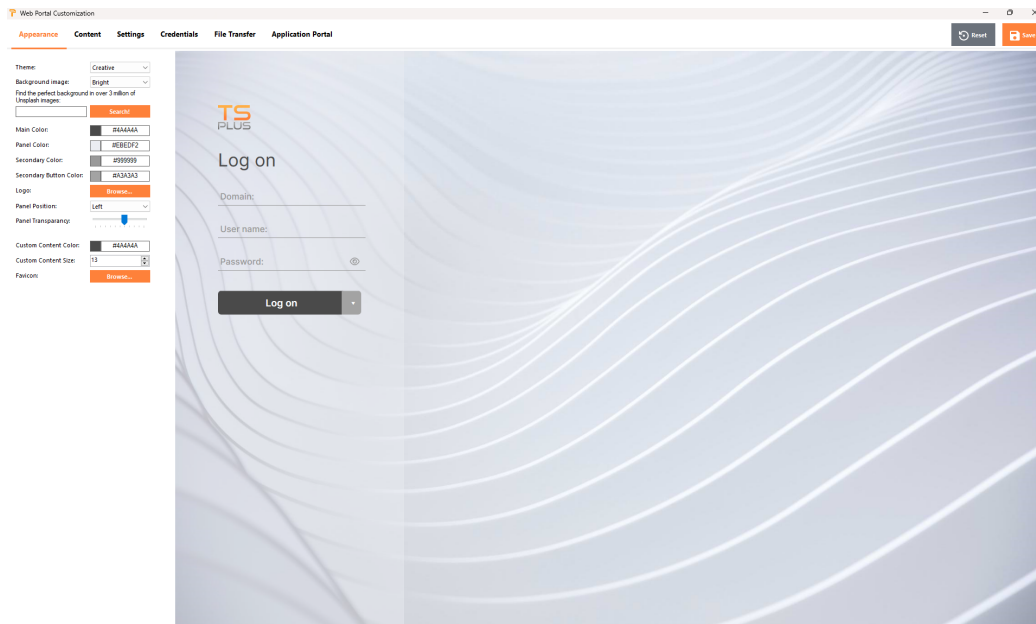 Web Portal Customization
Appearance Content Settings Credentials File Transfer Application Portal
Reset
Save
Theme: Creative
Background image: Bright
Find the perfect background in over 3 million of
Unsplash images:
Search!
Main Color: #4A4A4A
Panel Color: #EBEDF2
Secondary Color: #999999
Secondary Button Color: #A3A3A3
Logo: Browse...
Panel Position: Left
Panel Transparancy:
Custom Content Color: #4A4A4A
Custom Content Size: 13
Favicon: Browse...
TS
PLUS
Log on
Domain:
User name:
Password:
Log on